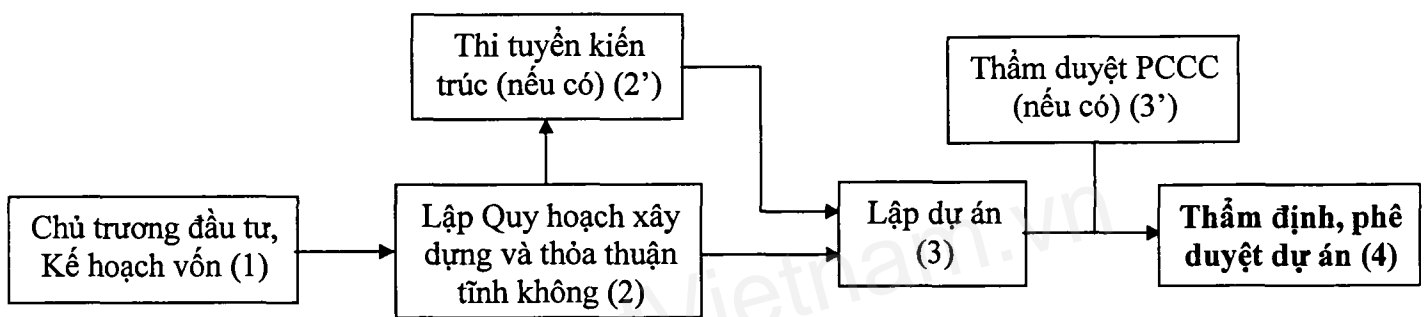 Thi tuyển kiến
trúc (nếu có) (2’)
Thẩm duyệt PCCC
(nếu có) (3’)
Chủ trương đầu tư,
Kế hoạch vốn (1)
Lập Quy hoạch xây
dựng và thỏa thuận
tĩnh không (2)
Lập dự án
(3)
Thẩm định, phê
duyệt dự án (4)
Vietnam.vn